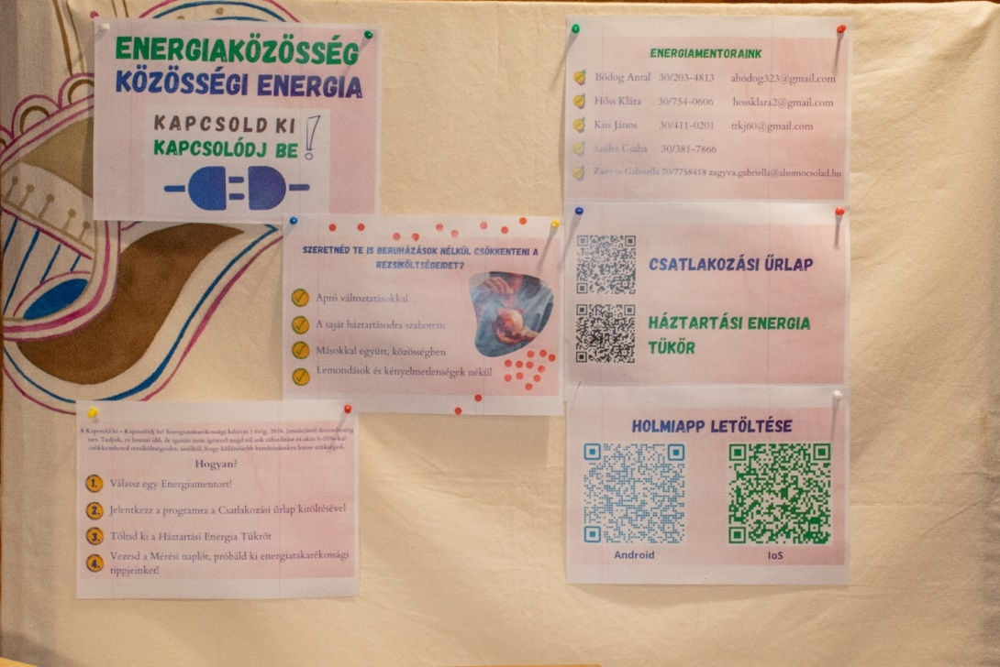 ENERGIAKÖZÖSSÉG
KÖZÖSSÉGI ENERGIA
KAPCSOLD KI
KAPCSOLÓDJ BE !
SZERETNÉD TE IS BERUHÁZÁSOK NÉLKÜL CSÖKKENTENI A
REZSIKÖLTSÉGEIDET?
Apró változtatásokkal
A saját háztartásodra szabottan
Másokkal együtt, közösségben
Lemondások és kényelmetlenségek nékül
A Kapcsold ki - Kapcsolódj be! Energiatakarékossági kihívás 1 évig, 2024. januárjától decemberéig
tart. Tudjuk, ez hosszú idő, de igazán nem igényel majd túl sok ráfordítást és akár 5-25%-kal
csökkentheted rezsiköltségeidet, anélkül, hogy különösebb beruházásokra lenne szükséged.
Hogyan?
1. Válassz egy Energiamentort!
2. Jelentkezz a programra a Csatlakozási űrlap kitöltésével
3. Töltsd ki a Háztartási Energia Tükröt
4. Vezesd a Mérési naplót, próbáld ki energiatakarékossági
tippjeinket!
ENERGIAMENTORAINK
Bódog Antal 30/203-4813 abodog323@gmail.com
Hőss Klára 30/754-0606 hossklara2@gmail.com
Kiss János 30/411-0201 ttkj60@gmail.com
Széles Csaba 30/381-7866
Zagyva Gabriella 70/7758418 zagyva.gabriella@alsomocsolad.hu
CSATLAKOZÁSI ŰRLAP
HÁZTARTÁSI ENERGIA
TÜKÖR
HOLMIAPP LETÖLTÉSE
Android IoS